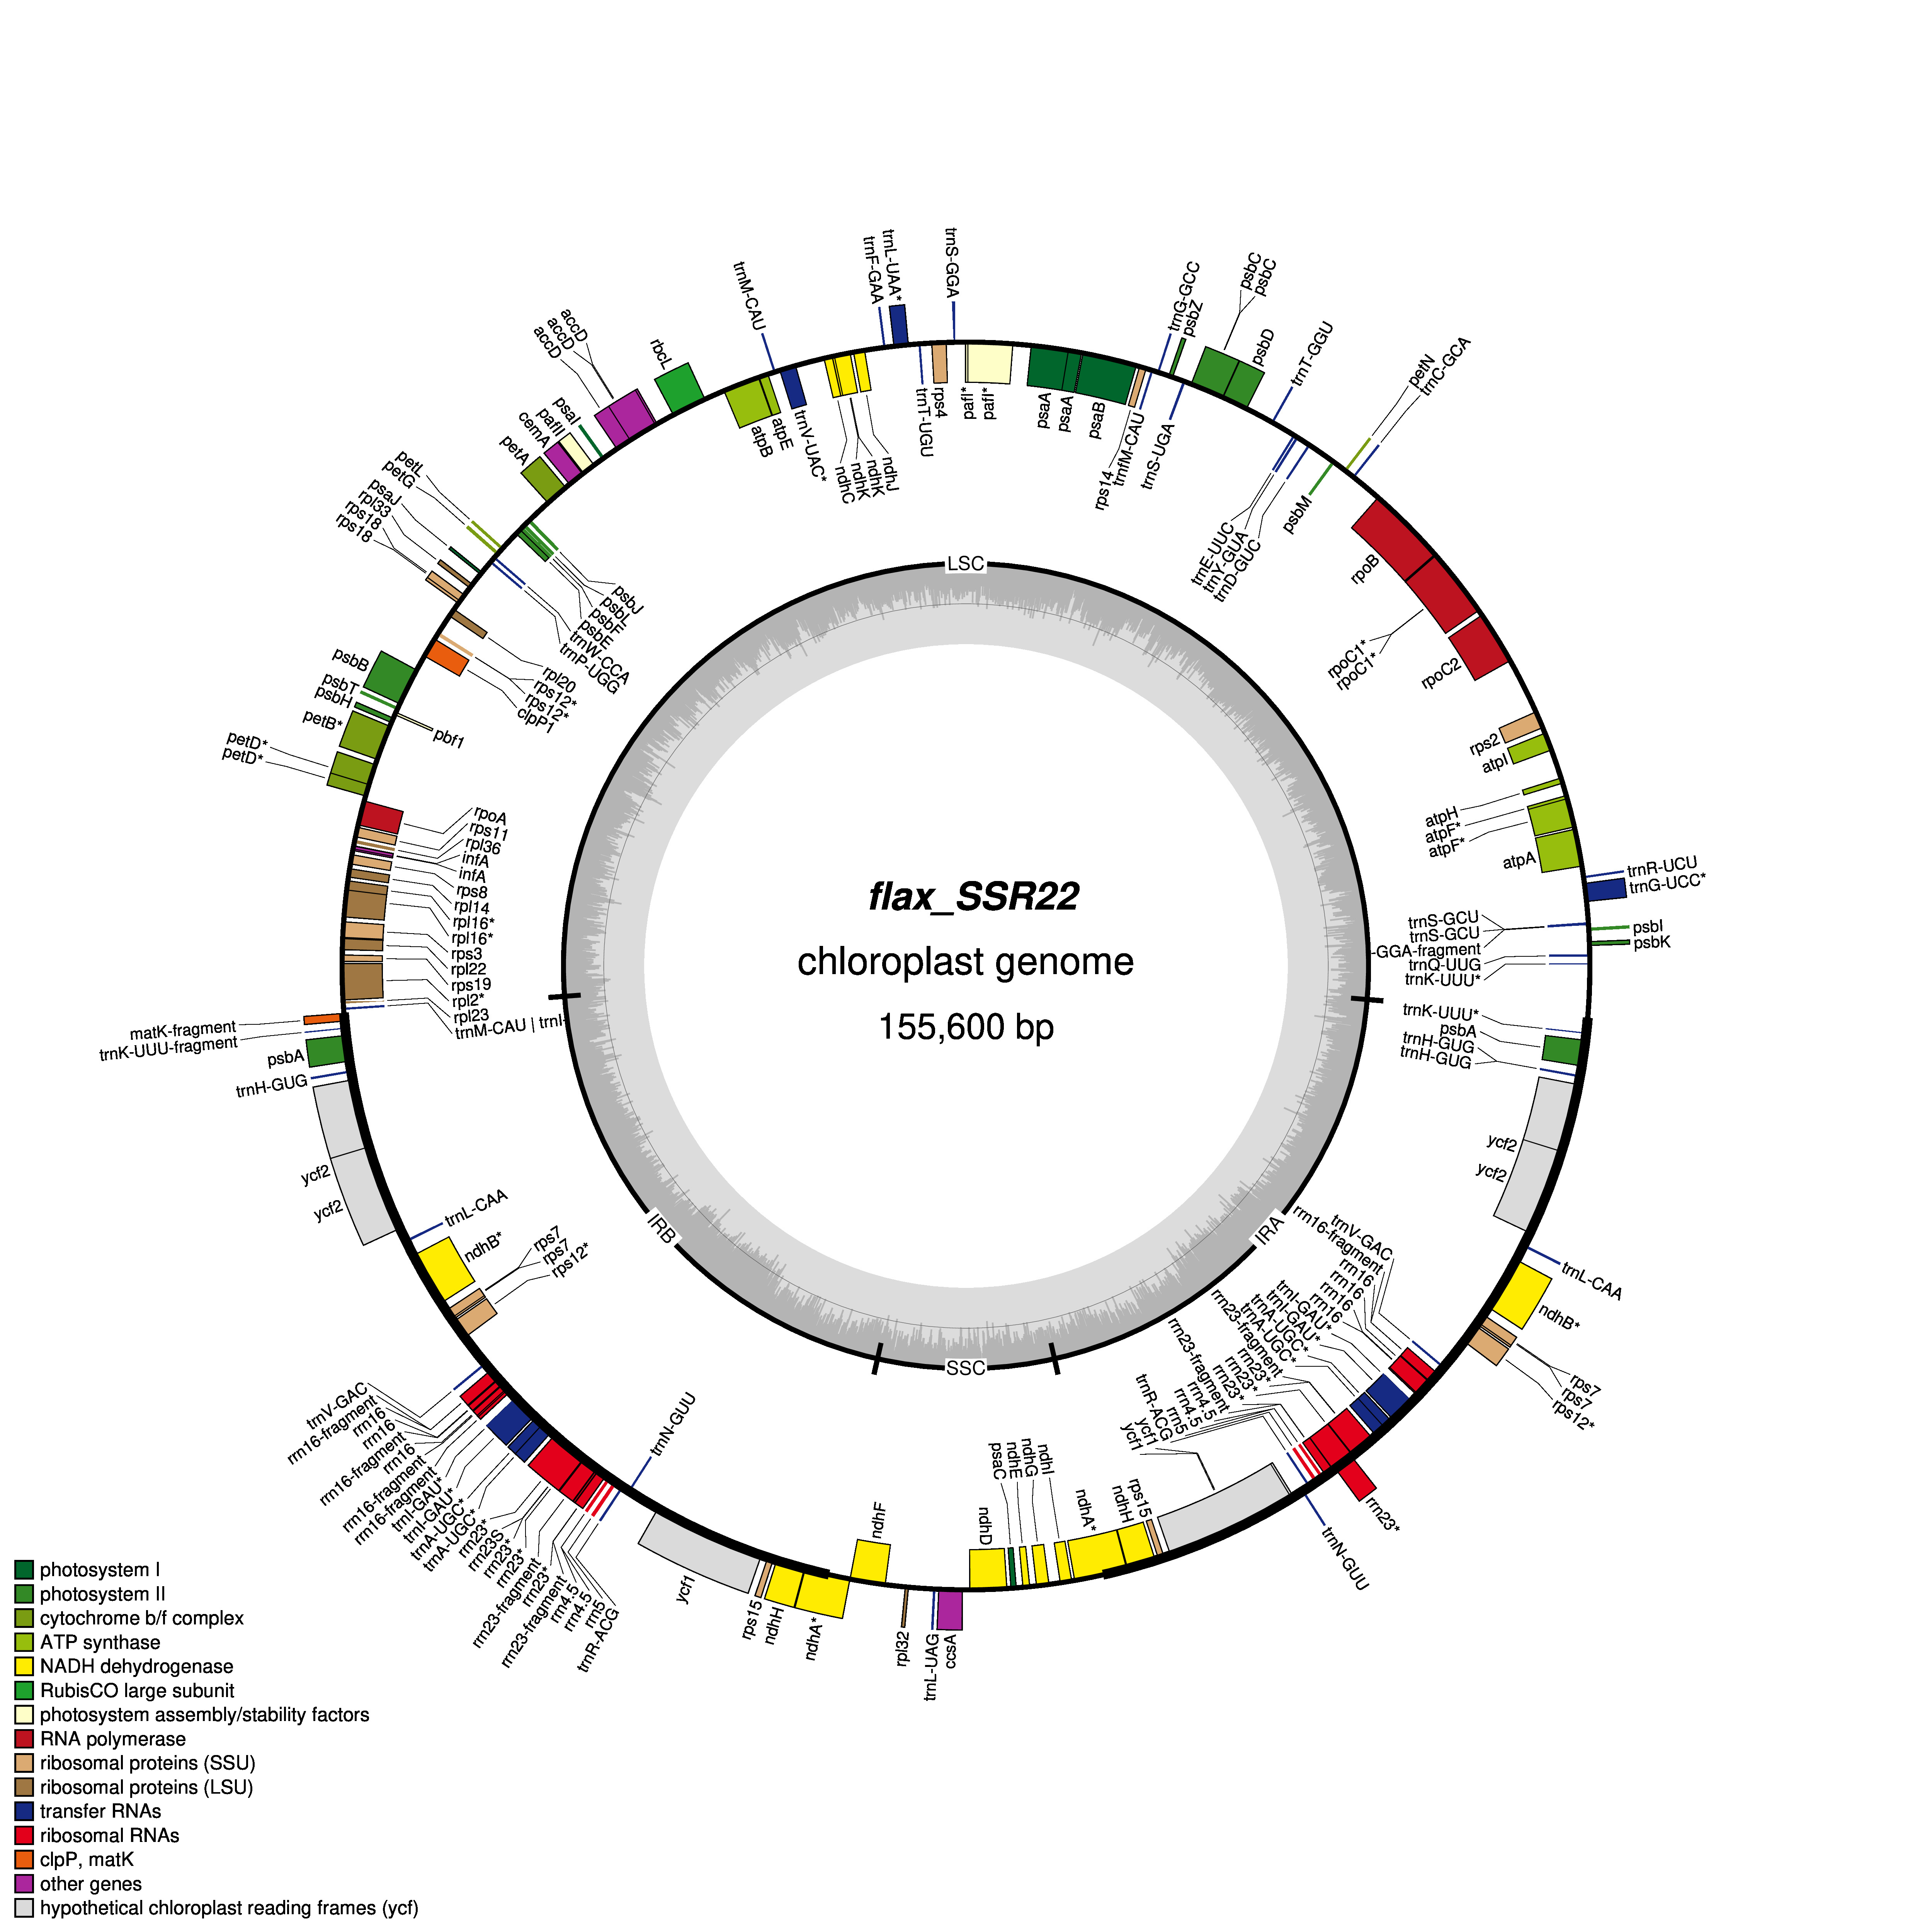 trnS-GGA
trnL-UAA*
trnF-GAA
trnM-CAU
accD
accD
accD
rbcL
psaI
pafII
cemA
petA
petL
petG
psaJ
rpl33
rps18
rps18
psbB
psbT
psbH
petB*
petD*
petD*
trnG-GCC
psbZ
psbC
psbC
psbD
trnT-GGU
petN
trnC-GCA
atpB
atpE
trnV-UAC*
ndhC
ndhK
ndhK
ndhJ
trnT-UGU
rps4
pafI*
pafI*
psaA
psaA
psaB
rps14
trnfM-CAU
trnS-UGA
trnE-UUC
trnY-GUA
trnD-GUC
psbM
rpoB
rpoC1*
rpoC1*
rpoC2
rps2
atpI
atpH
atpF*
atpF*
atpA
trnR-UCU
trnG-UCC*
psbI
psbK
trnS-GCU
trnS-GCU
-GGA-fragment
trnQ-UUG
trnK-UUU*
trnK-UUU*
psbA
trnH-GUG
trnH-GUG
ycf2
ycf2
psbJ
psbL
psbF
psbE
trnW-CCA
trnP-UGG
rpl20
rps12*
rps12*
clpP1
pbf1
rpoA
rps11
rpl36
infA
infA
rps8
rpl14
rpl16*
rpl16*
rps3
rpl22
rps19
rpl2*
rpl23
trnM-CAU | trnI-
LSC
flax_SSR22
chloroplast genome
155,600 bp
IRB
IRA
SSC
matK-fragment
trnK-UUU-fragment
psbA
trnH-GUG
ycf2
ycf2
trnL-CAA
ndhB*
rps7
rps7
rps12*
trnV-GAC
rrn16-fragment
rrn16
rrn16
rrn16-fragment
rrn16
rrn16-fragment
rrn16-fragment
trnI-GAU*
trnI-GAU*
trnA-UGC*
trnA-UGC*
rrn23*
rrn23S
rrn23*
rrn23*
rrn23-fragment
rrn23*
rrn23-fragment
rrn4.5
rrn4.5
rrn5
trnR-ACG
trnN-GUU
ycf1
rps15
ndhH
ndhA*
ndhF
rpl32
trnL-UAG
ccsA
ndhD
psaC
ndhE
ndhG
ndhI
ndhA*
ndhH
rps15
ycf1
ycf1
trnR-ACG
rrn5
rrn4.5
rrn4.5
rrn23-fragment
rrn23*
rrn23*
rrn23*
rrn23-fragment
trnA-UGC*
trnA-UGC*
trnI-GAU*
trnI-GAU*
rrn16
rrn16
rrn16
rrn16-fragment
trnV-GAC
trnL-CAA
ndhB*
rps7
rps7
rps12*
rrn23*
trnN-GUU
photosystem I
photosystem II
cytochrome b/f complex
ATP synthase
NADH dehydrogenase
RubisCO large subunit
photosystem assembly/stability factors
RNA polymerase
ribosomal proteins (SSU)
ribosomal proteins (LSU)
transfer RNAs
ribosomal RNAs
clpP, matK
other genes
hypothetical chloroplast reading frames (ycf)